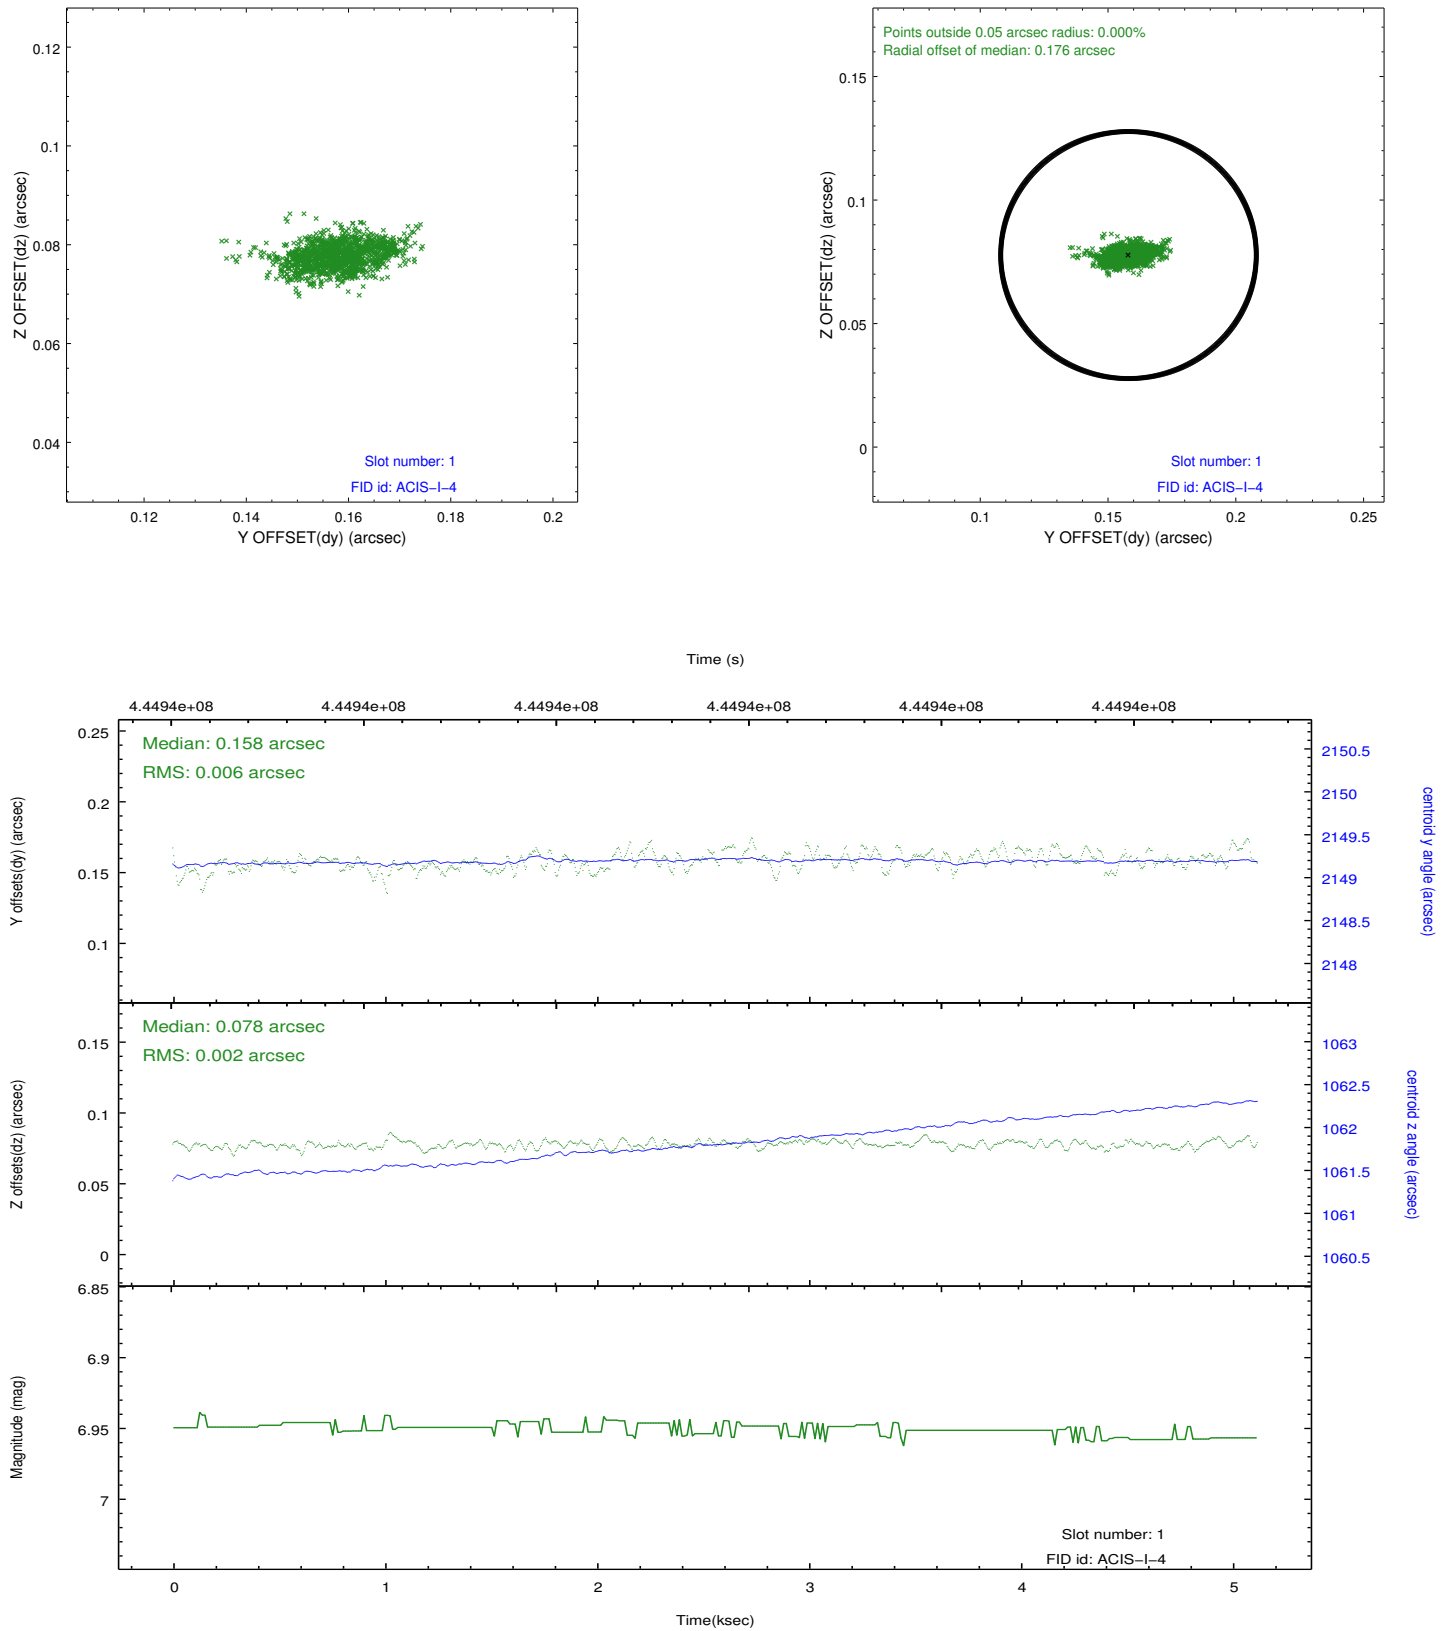 0.12
0.1
0.08
0.06
0.04
Z OFFSET(dz) (arcsec)
Slot number: 1
FID id: ACIS−I−4
0.12 0.14 0.16 0.18 0.2
Y OFFSET(dy) (arcsec)
Points outside 0.05 arcsec radius: 0.000%
Radial offset of median: 0.176 arcsec
0.15
0.1
0.05
0
Z OFFSET(dz) (arcsec)
Slot number: 1
FID id: ACIS−I−4
0.1 0.15 0.2 0.25
Y OFFSET(dy) (arcsec)
Time (s)
4.4494e+08 4.4494e+08 4.4494e+08 4.4494e+08 4.4494e+08 4.4494e+08
Median: 0.158 arcsec
RMS: 0.006 arcsec
0.25
0.2
0.15
0.1
Y offsets(dy) (arcsec)
2150.5
2150
2149.5
2149
2148.5
2148
centroid y angle (arcsec)
Median: 0.078 arcsec
RMS: 0.002 arcsec
0.15
0.1
0.05
0
Z offsets(dz) (arcsec)
1063
1062.5
1062
1061.5
1061
1060.5
centroid z angle (arcsec)
6.85
6.9
6.95
7
Magnitude (mag)
Slot number: 1
FID id: ACIS−I−4
0 1 2 3 4 5
Time(ksec)